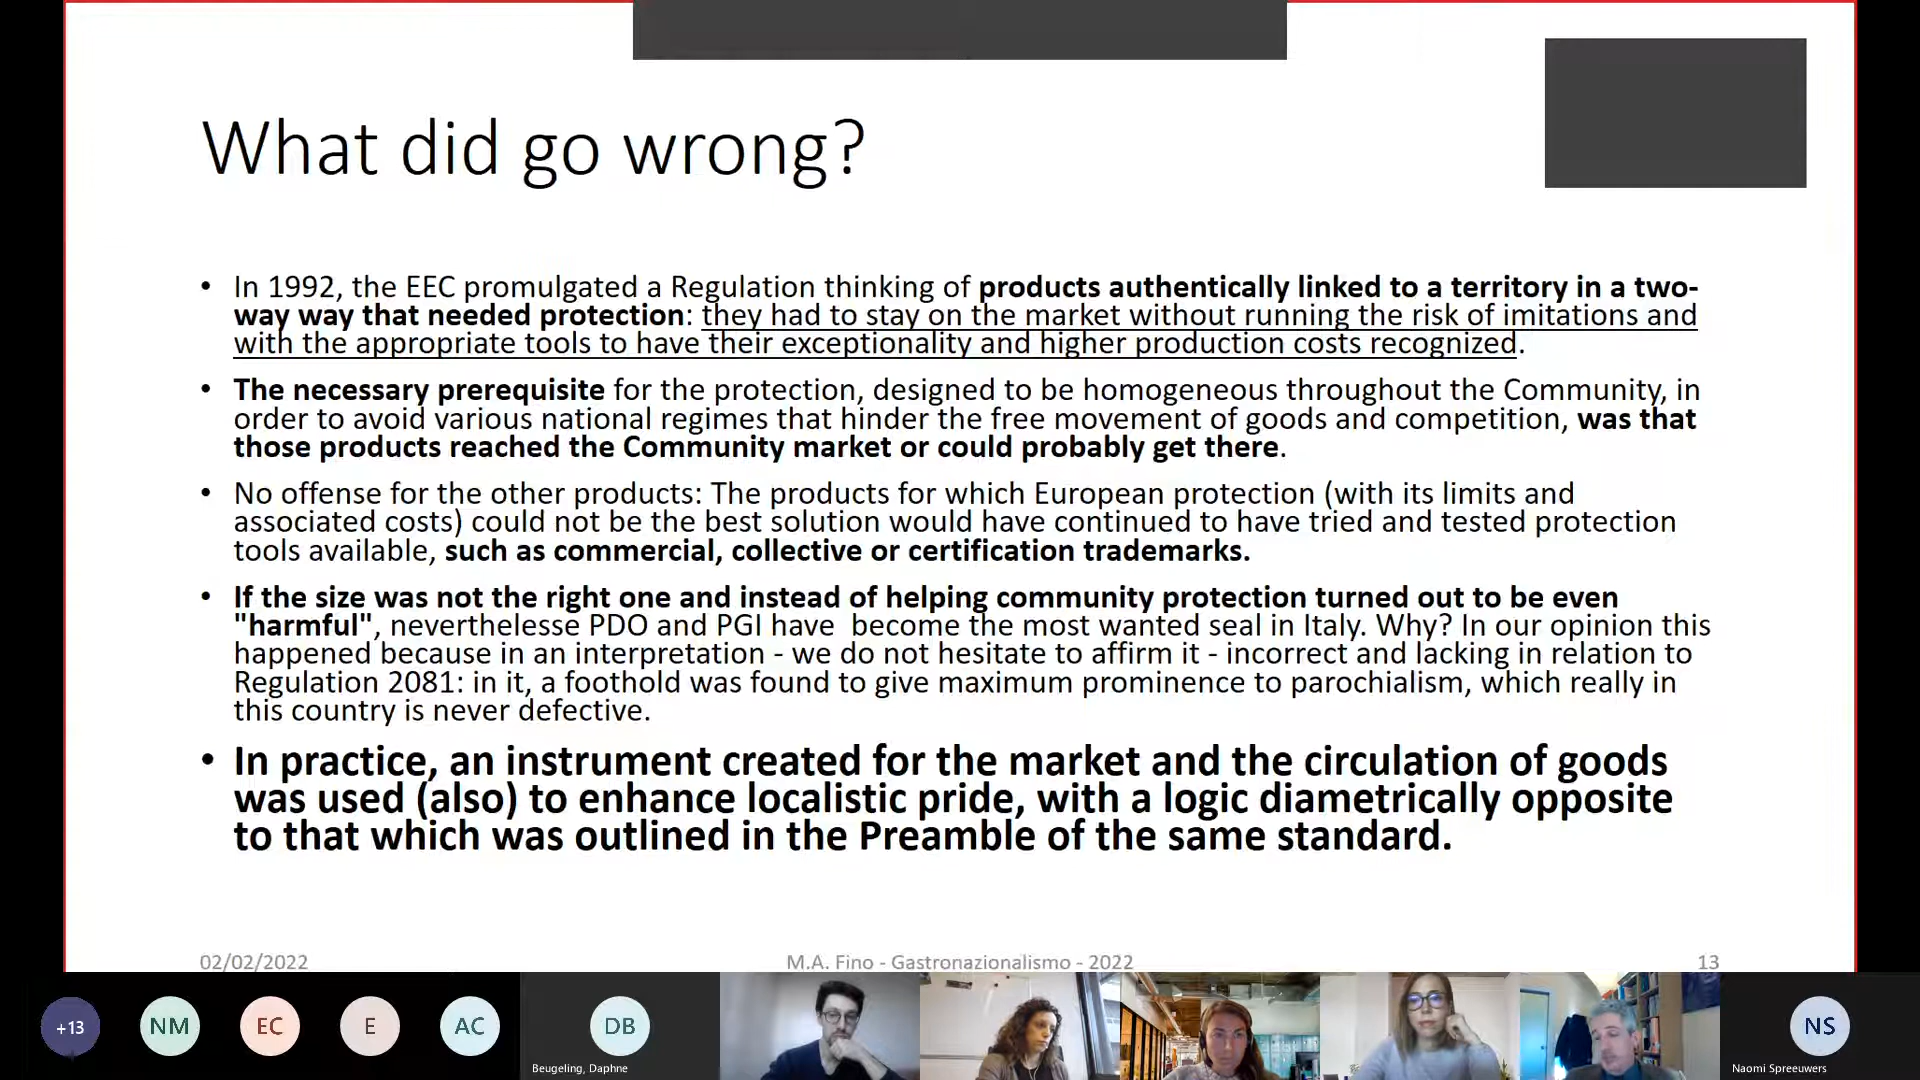 What did go wrong?
• In 1992, the EEC promulgated a Regulation thinking of products authentically linked to a territory in a two-
way way that needed protection: they had to stay on the market without running the risk of imitations and
with the appropriate tools to have their exceptionality and higher production costs recognized.
• The necessary prerequisite for the protection, designed to be homogeneous throughout the Community, in
order to avoid various national regimes that hinder the free movement of goods and competition, was that
those products reached the Community market or could probably get there.
• No offense for the other products: The products for which European protection (with its limits and
associated costs) could not be the best solution would have continued to have tried and tested protection
tools available, such as commercial, collective or certification trademarks.
• If the size was not the right one and instead of helping community protection turned out to be even
"harmful", neverthelesse PDO and PGI have  become the most wanted seal in Italy. Why? In our opinion this
happened because in an interpretation - we do not hesitate to affirm it - incorrect and lacking in relation to
Regulation 2081: in it, a foothold was found to give maximum prominence to parochialism, which really in
this country is never defective.
• In practice, an instrument created for the market and the circulation of goods
was used (also) to enhance localistic pride, with a logic diametrically opposite
to that which was outlined in the Preamble of the same standard.
02/02/2022 M.A. Fino - Gastronazionalismo - 2022 13
+13 NM EC E AC DB NS
Beugeling, Daphne Naomi Spreeuwers